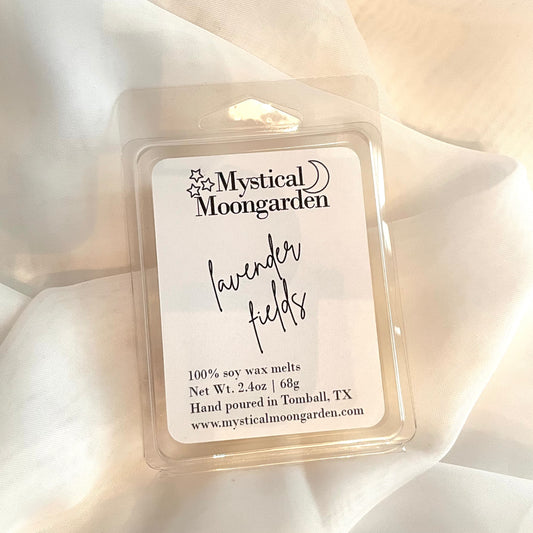 Mystical
Moongarden
lavender
fields
100% soy wax melts
Net Wt. 2.4oz | 68g
Hand poured in Tomball, TX
www.mysticalmoongarden.com